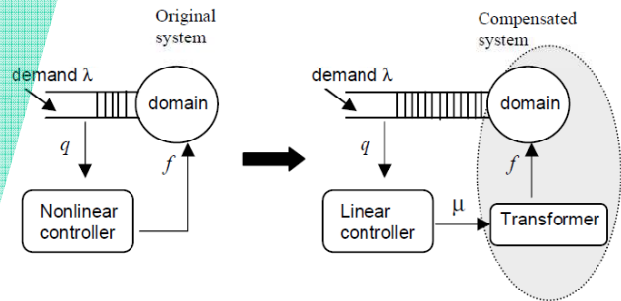 Original
system
demand λ
domain
q
f
Nonlinear
controller
Compensated
system
demand λ
domain
q
f
Linear
controller
μ
Transformer